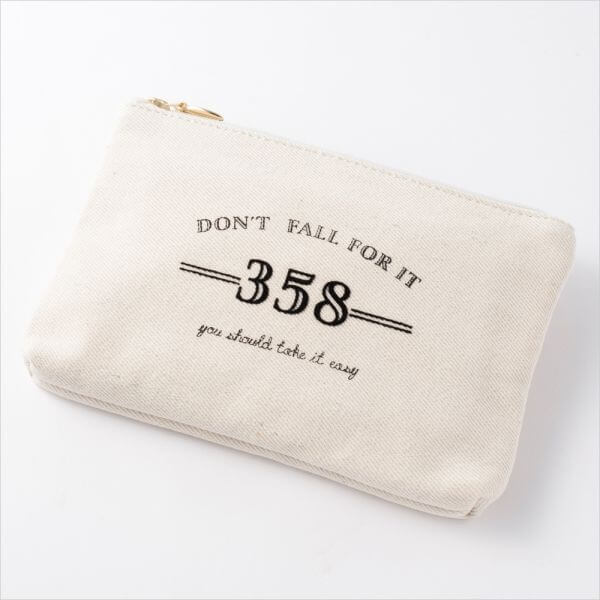 DON'T FALL FOR IT
358
you should take it easy